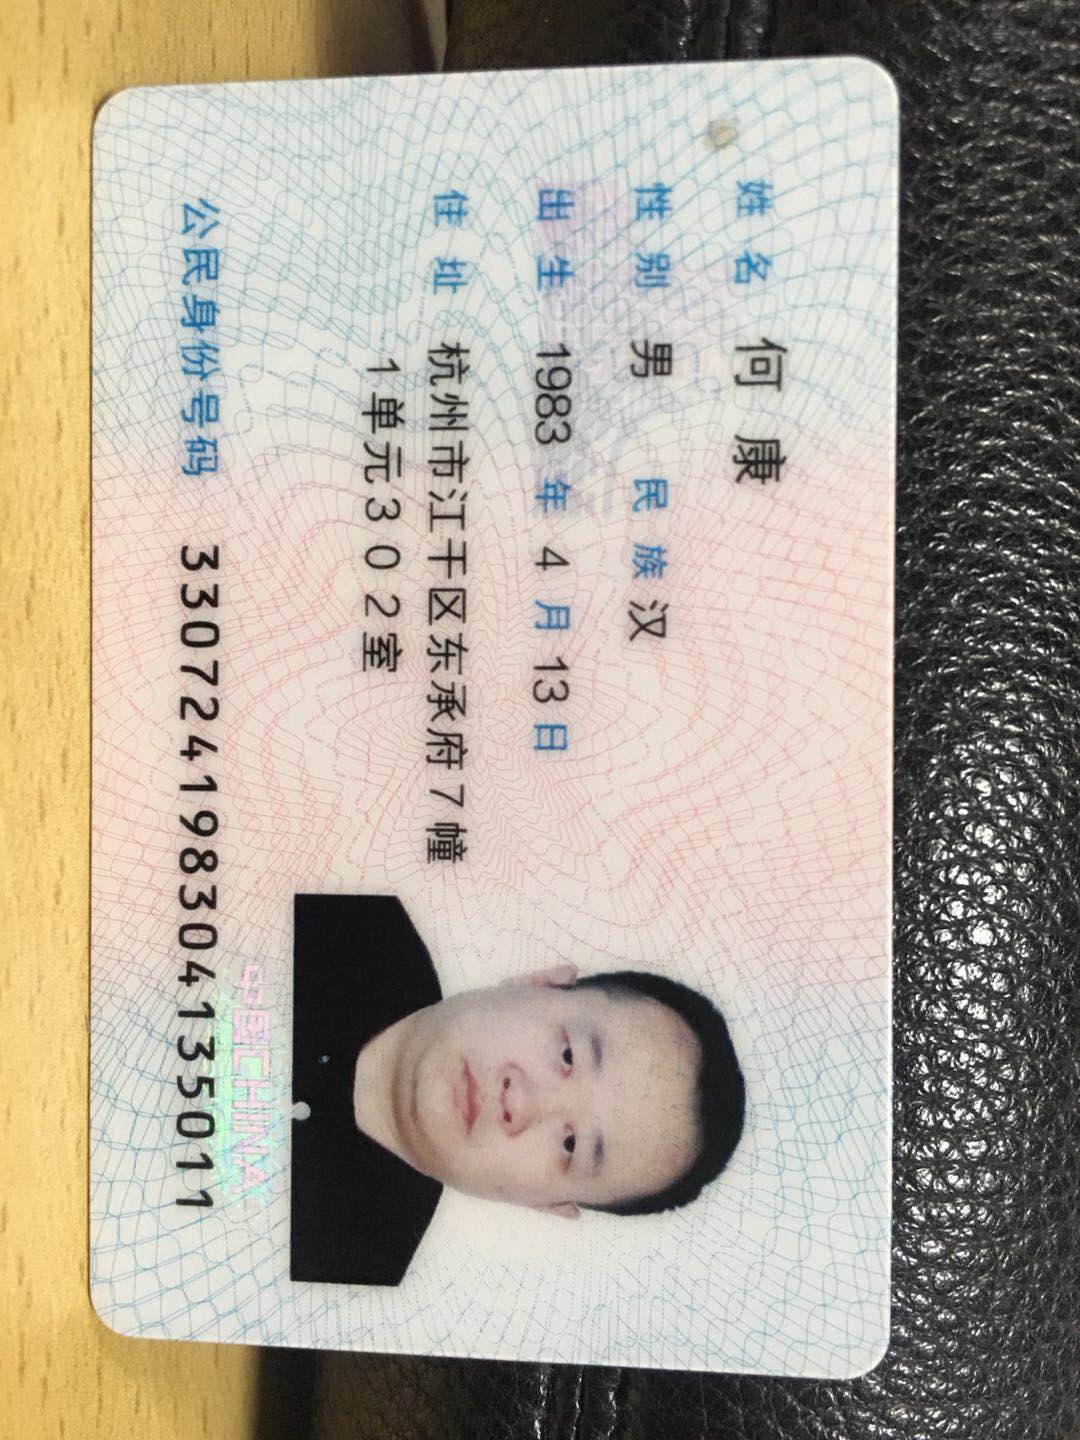 姓名 何康
性别 男 民族 汉
出生 1983 年 4 月 13 日
住址 杭州市江干区东承府7幢
1单元302室
公民身份号码 330724198304135011
中国CHINA